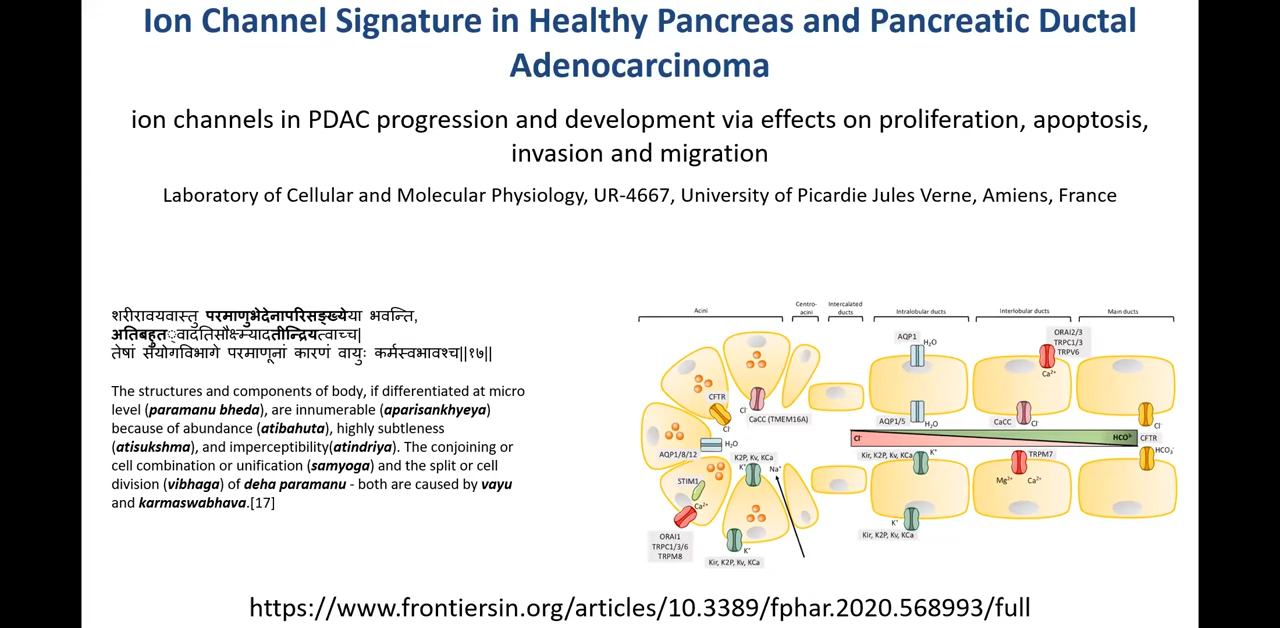 Ion Channel Signature in Healthy Pancreas and Pancreatic Ductal
Adenocarcinoma
ion channels in PDAC progression and development via effects on proliferation, apoptosis,
invasion and migration
Laboratory of Cellular and Molecular Physiology, UR-4667, University of Picardie Jules Verne, Amiens, France
शरीरावयवास्तु परमाणुभेदेनापरिसङ्ख्येया भवन्ति,
अतिबहुत्वादतिसौक्ष्म्यादतीन्द्रियत्वाच्च|
तेषां संयोगविभागे परमाणूनां कारणं वायुः कर्मस्वभावश्च||१७||
The structures and components of body, if differentiated at micro
level (paramanu bheda), are innumerable (aparisankhyeya)
because of abundance (atibahuta), highly subtleness
(atisukshma), and imperceptibility(atindriya). The conjoining or
cell combination or unification (samyoga) and the split or cell
division (vibhaga) of deha paramanu - both are caused by vayu
and karmaswabhava.[17]
Acini
Centro-
acini
Intercalated
ducts
Intralobular ducts
Interlobular ducts
Main ducts
CFTR
Cl⁻
Cl⁻
CaCC (TMEM16A)
AQP1/8/12
H₂O
K2P, Kv, KCa
K⁺
Na⁺
STIM1
Ca²⁺
ORAI1
TRPC1/3/6
TRPM8
K⁺
Kir, K2P, Kv, KCa
AQP1
H₂O
AQP1/5
H₂O
Kir, K2P, Kv, KCa
K⁺
K⁺
Kir, K2P, Kv, KCa
ORAI2/3
TRPC1/3
TRPV6
Ca²⁺
CaCC
Cl⁻
Cl⁻
HCO³⁻
TRPM7
Mg²⁺
Ca²⁺
Cl⁻
CFTR
HCO₃⁻
https://www.frontiersin.org/articles/10.3389/fphar.2020.568993/full